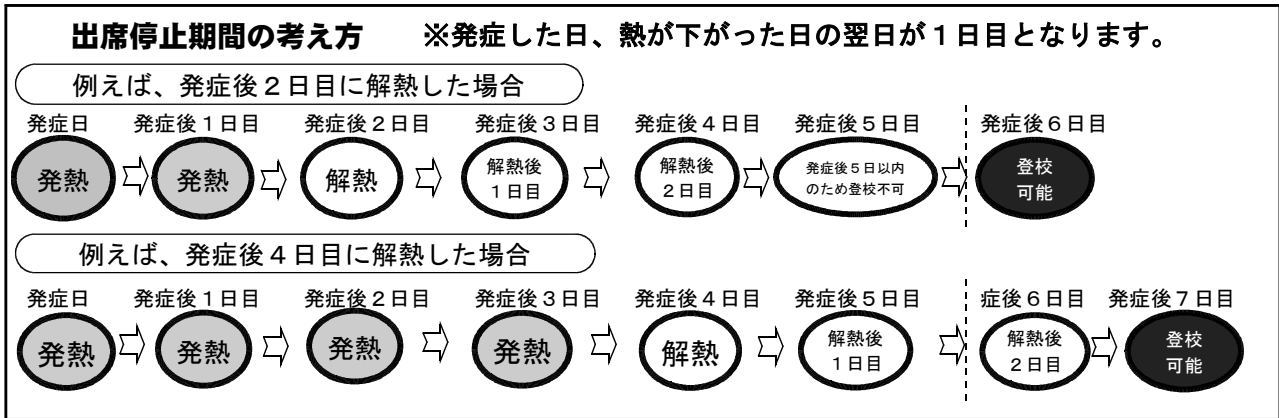 出席停止期間の考え方 ※発症した日、熱が下がった日の翌日が１日目となります。
例えば、発症後２日目に解熱した場合
発症日 発症後１日目 発症後２日目 発症後３日目 発症後４日目 発症後５日目 発症後６日目
発熱 発熱 解熱 解熱後 解熱後 発症後５日以内 登校
１日目 ２日目 のため登校不可 可能
例えば、発症後４日目に解熱した場合
発症日 発症後１日目 発症後２日目 発症後３日目 発症後４日目 発症後５日目 症後６日目 発症後７日目
発熱 発熱 発熱 発熱 解熱 解熱後 解熱後 登校
１日目 ２日目 可能